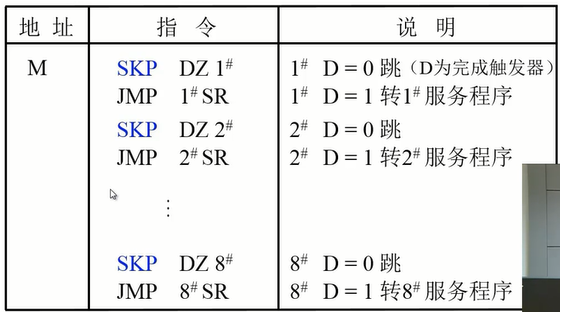 地 址 指 令 说 明
M SKP DZ 1# 1# D = 0 跳（D为完成触发器）
JMP 1# SR 1# D = 1 转1# 服务程序
SKP DZ 2# 2# D = 0 跳
JMP 2# SR 2# D = 1 转2# 服务程序
⋮
SKP DZ 8# 8# D = 0 跳
JMP 8# SR 8# D = 1 转8# 服务程序